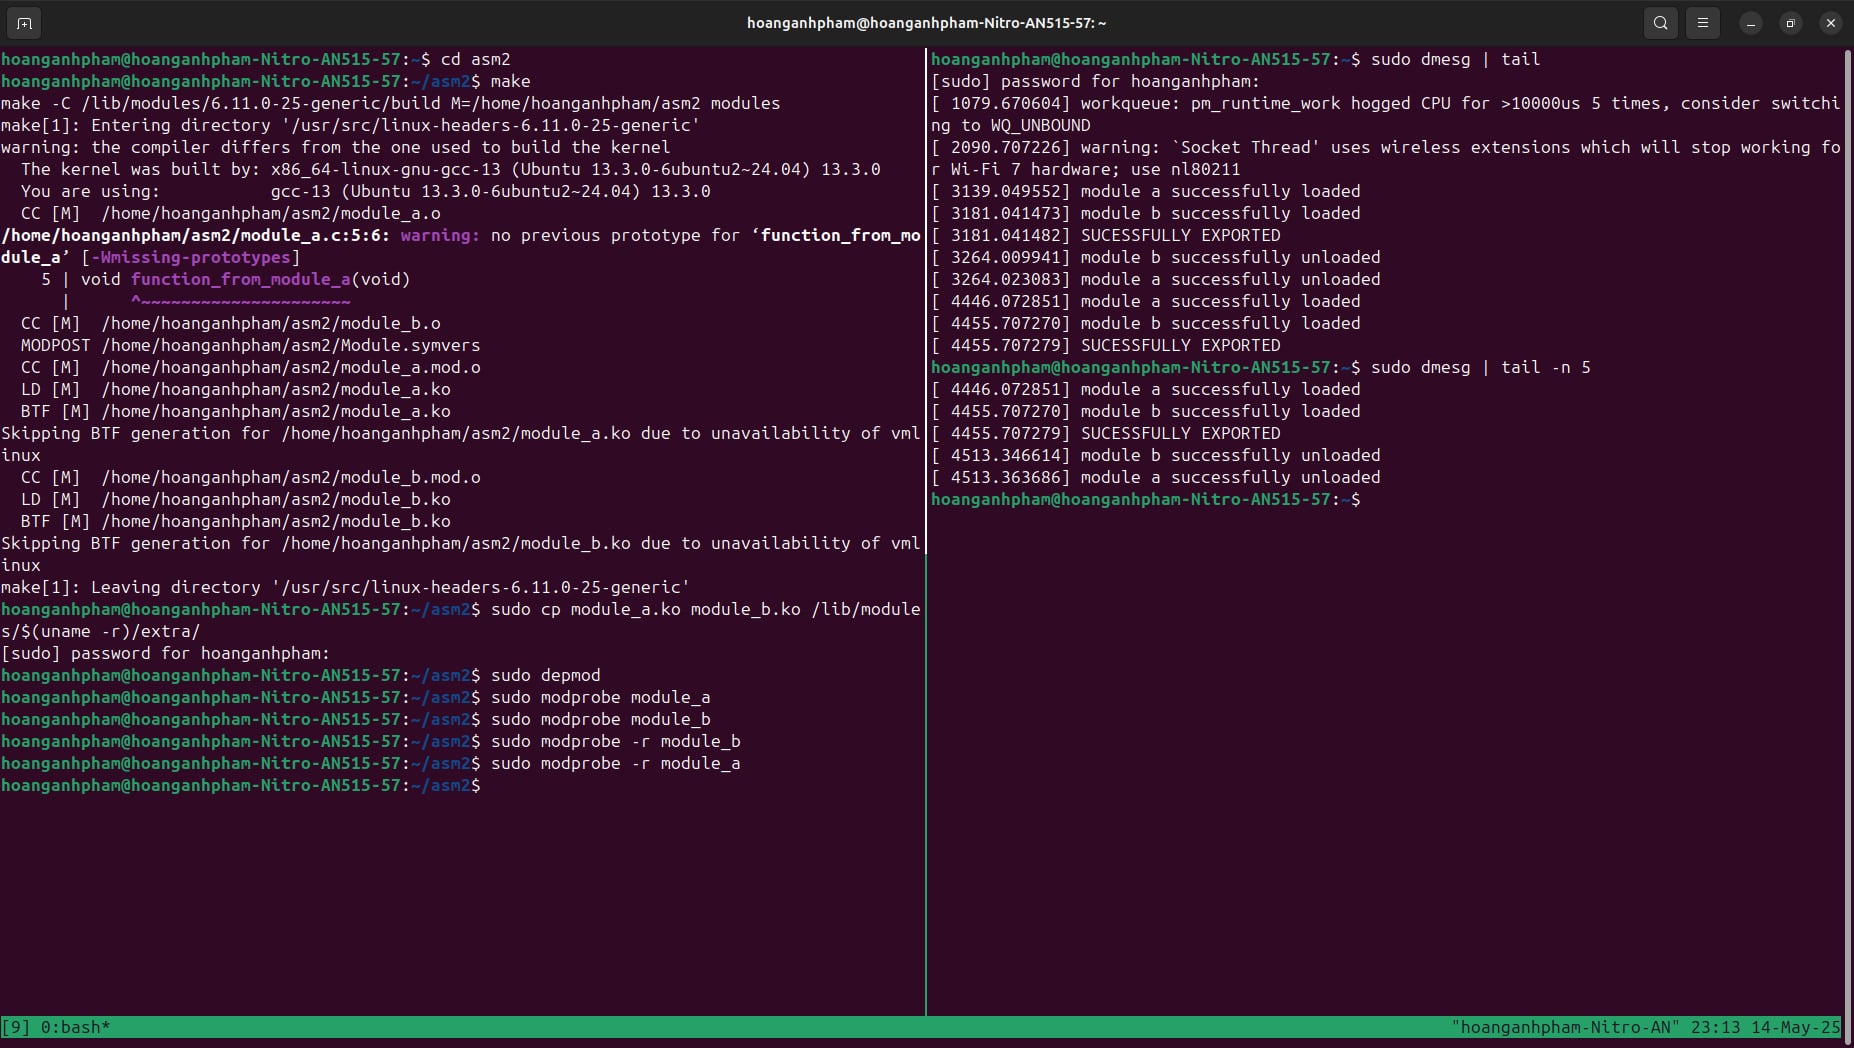 hoanganhpham@hoanganhpham-Nitro-AN515-57: ~
hoanganhpham@hoanganhpham-Nitro-AN515-57:~$ cd asm2
hoanganhpham@hoanganhpham-Nitro-AN515-57:~/asm2$ make
make -C /lib/modules/6.11.0-25-generic/build M=/home/hoanganhpham/asm2 modules
make[1]: Entering directory '/usr/src/linux-headers-6.11.0-25-generic'
warning: the compiler differs from the one used to build the kernel
  The kernel was built by: x86_64-linux-gnu-gcc-13 (Ubuntu 13.3.0-6ubuntu2~24.04) 13.3.0
  You are using:           gcc-13 (Ubuntu 13.3.0-6ubuntu2~24.04) 13.3.0
  CC [M]  /home/hoanganhpham/asm2/module_a.o
/home/hoanganhpham/asm2/module_a.c:5:6: warning: no previous prototype for ‘function_from_mo
dule_a’ [-Wmissing-prototypes]
    5 | void function_from_module_a(void)
      |      ^~~~~~~~~~~~~~~~~~~~~~
  CC [M]  /home/hoanganhpham/asm2/module_b.o
  MODPOST /home/hoanganhpham/asm2/Module.symvers
  CC [M]  /home/hoanganhpham/asm2/module_a.mod.o
  LD [M]  /home/hoanganhpham/asm2/module_a.ko
  BTF [M] /home/hoanganhpham/asm2/module_a.ko
Skipping BTF generation for /home/hoanganhpham/asm2/module_a.ko due to unavailability of vml
inux
  CC [M]  /home/hoanganhpham/asm2/module_b.mod.o
  LD [M]  /home/hoanganhpham/asm2/module_b.ko
  BTF [M] /home/hoanganhpham/asm2/module_b.ko
Skipping BTF generation for /home/hoanganhpham/asm2/module_b.ko due to unavailability of vml
inux
make[1]: Leaving directory '/usr/src/linux-headers-6.11.0-25-generic'
hoanganhpham@hoanganhpham-Nitro-AN515-57:~/asm2$ sudo cp module_a.ko module_b.ko /lib/module
s/$(uname -r)/extra/
[sudo] password for hoanganhpham:
hoanganhpham@hoanganhpham-Nitro-AN515-57:~/asm2$ sudo depmod
hoanganhpham@hoanganhpham-Nitro-AN515-57:~/asm2$ sudo modprobe module_a
hoanganhpham@hoanganhpham-Nitro-AN515-57:~/asm2$ sudo modprobe module_b
hoanganhpham@hoanganhpham-Nitro-AN515-57:~/asm2$ sudo modprobe -r module_b
hoanganhpham@hoanganhpham-Nitro-AN515-57:~/asm2$ sudo modprobe -r module_a
hoanganhpham@hoanganhpham-Nitro-AN515-57:~/asm2$
hoanganhpham@hoanganhpham-Nitro-AN515-57:~$ sudo dmesg | tail
[sudo] password for hoanganhpham:
[ 1079.670604] workqueue: pm_runtime_work hogged CPU for >10000us 5 times, consider switchi
ng to WQ_UNBOUND
[ 2090.707226] warning: `Socket Thread' uses wireless extensions which will stop working fo
r Wi-Fi 7 hardware; use nl80211
[ 3139.049552] module a successfully loaded
[ 3181.041473] module b successfully loaded
[ 3181.041482] SUCESSFULLY EXPORTED
[ 3264.009941] module b successfully unloaded
[ 3264.023083] module a successfully unloaded
[ 4446.072851] module a successfully loaded
[ 4455.707270] module b successfully loaded
[ 4455.707279] SUCESSFULLY EXPORTED
hoanganhpham@hoanganhpham-Nitro-AN515-57:~$ sudo dmesg | tail -n 5
[ 4446.072851] module a successfully loaded
[ 4455.707270] module b successfully loaded
[ 4455.707279] SUCESSFULLY EXPORTED
[ 4513.346614] module b successfully unloaded
[ 4513.363686] module a successfully unloaded
hoanganhpham@hoanganhpham-Nitro-AN515-57:~$
[9] 0:bash*
"hoanganhpham-Nitro-AN" 23:13 14-May-25